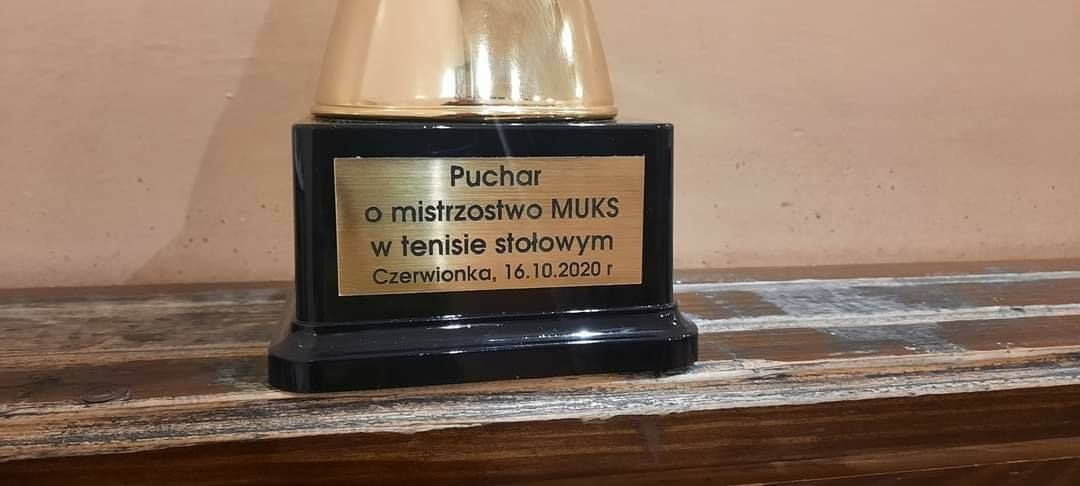 Puchar
o mistrzostwo MUKS
w tenisie stołowym
Czerwionka, 16.10.2020 r